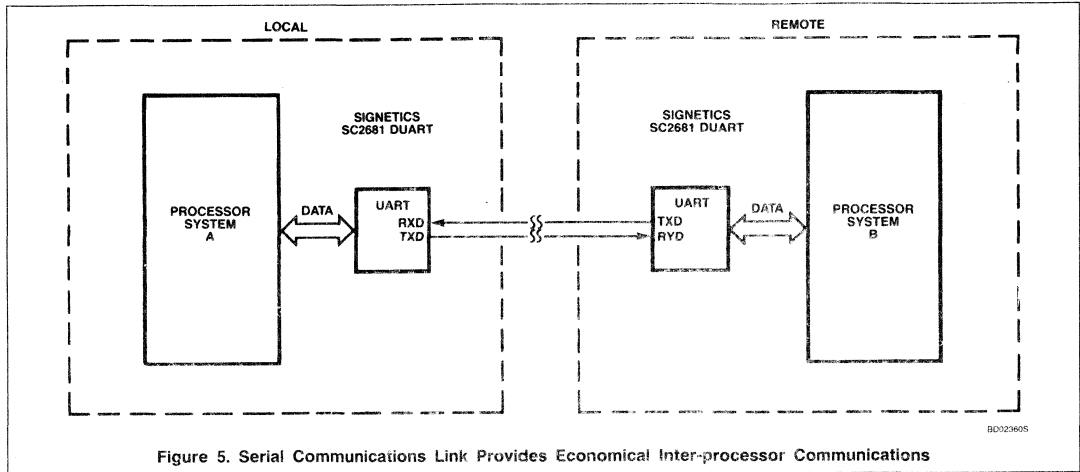 LOCAL
REMOTE
SIGNETICS
SC2681 DUART
SIGNETICS
SC2681 DUART
PROCESSOR
SYSTEM
A
DATA
UART
RXD
TXD
UART
TXD
RYD
DATA
PROCESSOR
SYSTEM
B
BD02360S
Figure 5. Serial Communications Link Provides Economical Inter-processor Communications